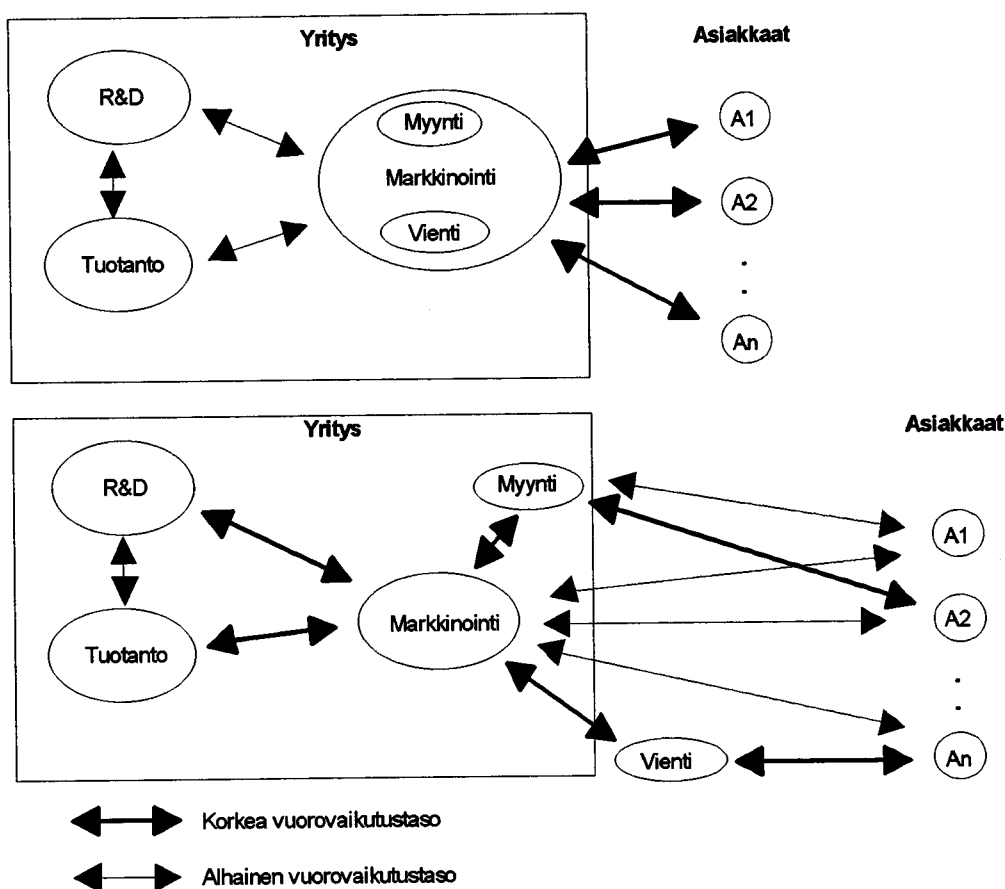 Yritys
Asiakkaat
R&D
Myynti
A1
Markkinointi
A2
Vienti
Tuotanto
.
.
An
Yritys
Asiakkaat
R&D
Myynti
A1
Markkinointi
A2
Tuotanto
.
.
Vienti
An
Korkea vuorovaikutustaso
Alhainen vuorovaikutustaso